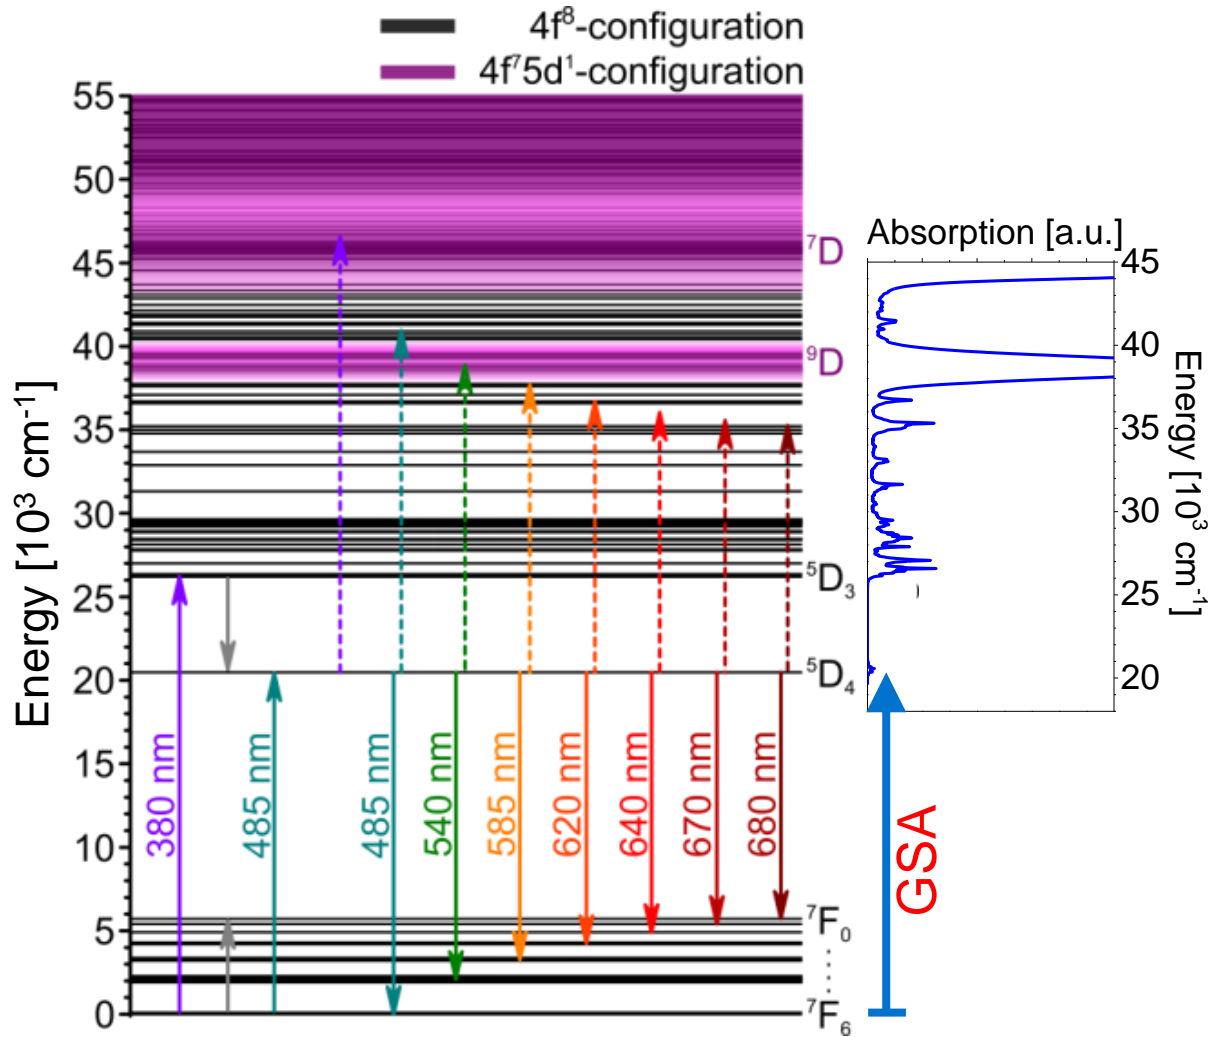 4f⁸-configuration
4f⁷5d¹-configuration
Energy [10³ cm⁻¹]
55
50
45
40
35
30
25
20
15
10
5
0
⁷D
⁹D
⁵D₃
⁵D₄
⁷F₀
⁷F₆
380 nm
485 nm
485 nm
540 nm
585 nm
620 nm
640 nm
670 nm
680 nm
Absorption [a.u.]
45
40
35
30
25
20
Energy [10³ cm⁻¹]
GSA